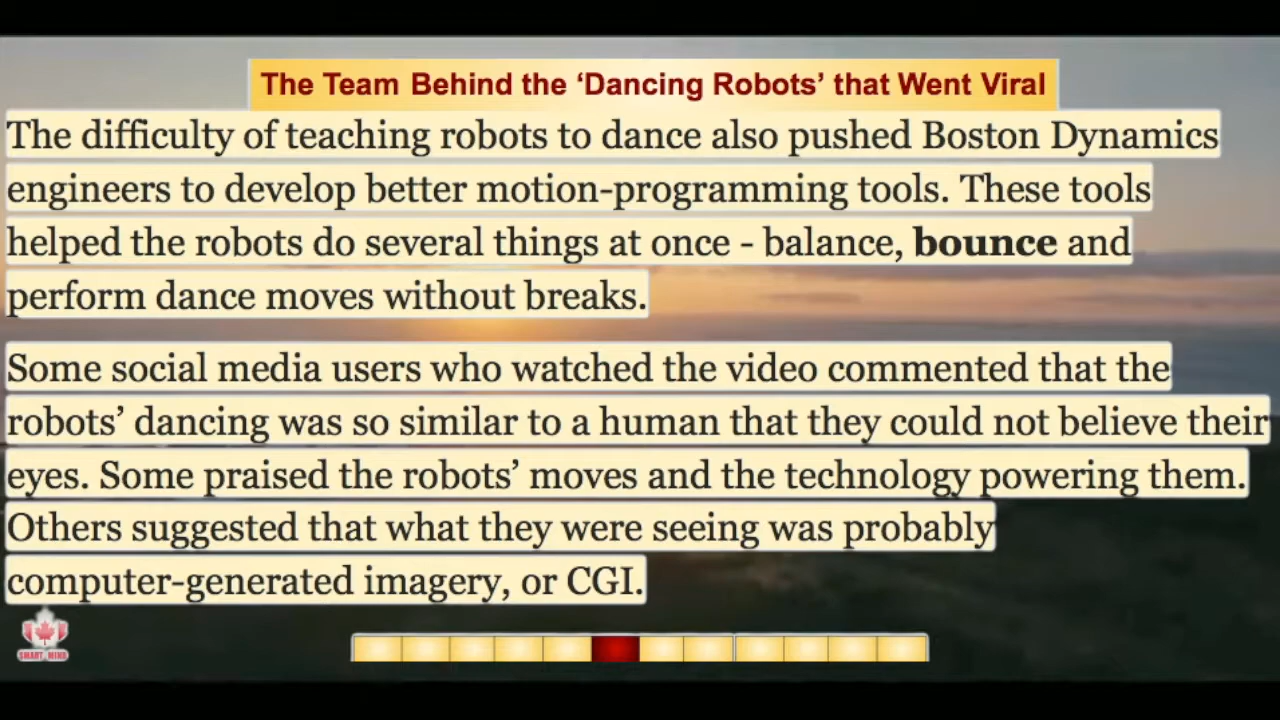 The Team Behind the ‘Dancing Robots’ that Went Viral
The difficulty of teaching robots to dance also pushed Boston Dynamics
engineers to develop better motion-programming tools. These tools
helped the robots do several things at once - balance, bounce and
perform dance moves without breaks.
Some social media users who watched the video commented that the
robots’ dancing was so similar to a human that they could not believe their
eyes. Some praised the robots’ moves and the technology powering them.
Others suggested that what they were seeing was probably
computer-generated imagery, or CGI.
SMART MIND